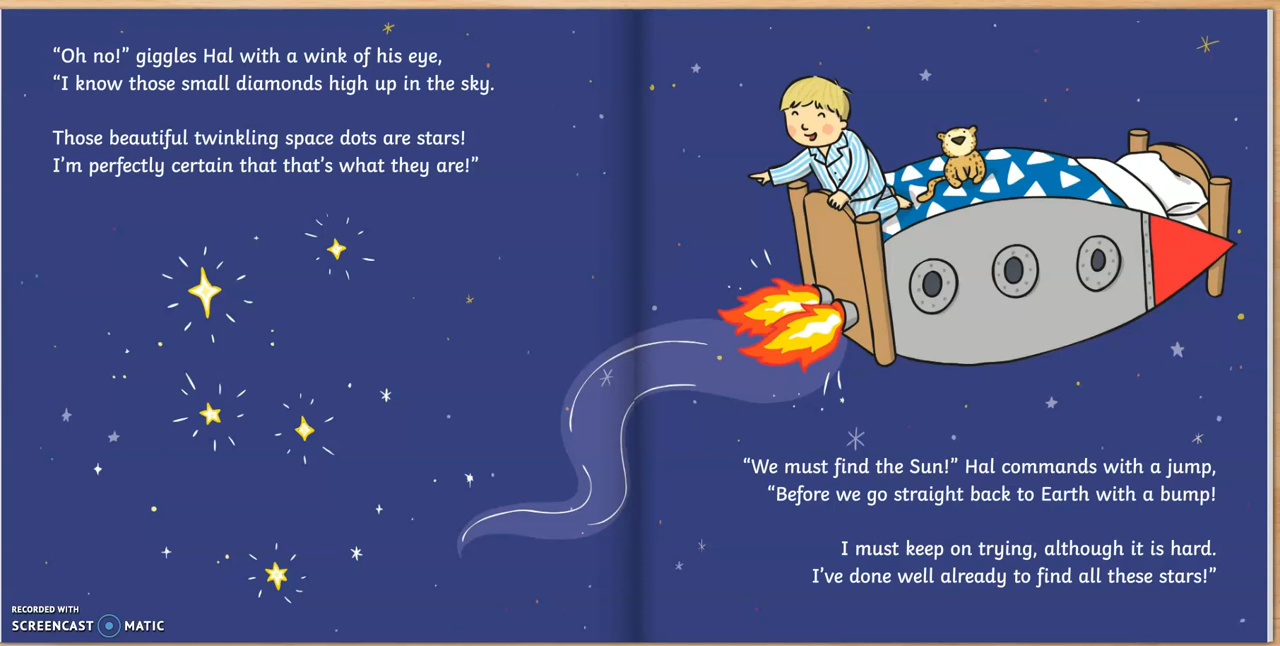 “Oh no!” giggles Hal with a wink of his eye,
“I know those small diamonds high up in the sky.
Those beautiful twinkling space dots are stars!
I’m perfectly certain that that’s what they are!”
“We must find the Sun!” Hal commands with a jump,
“Before we go straight back to Earth with a bump!
I must keep on trying, although it is hard.
I’ve done well already to find all these stars!”
RECORDED WITH
SCREENCAST MATIC